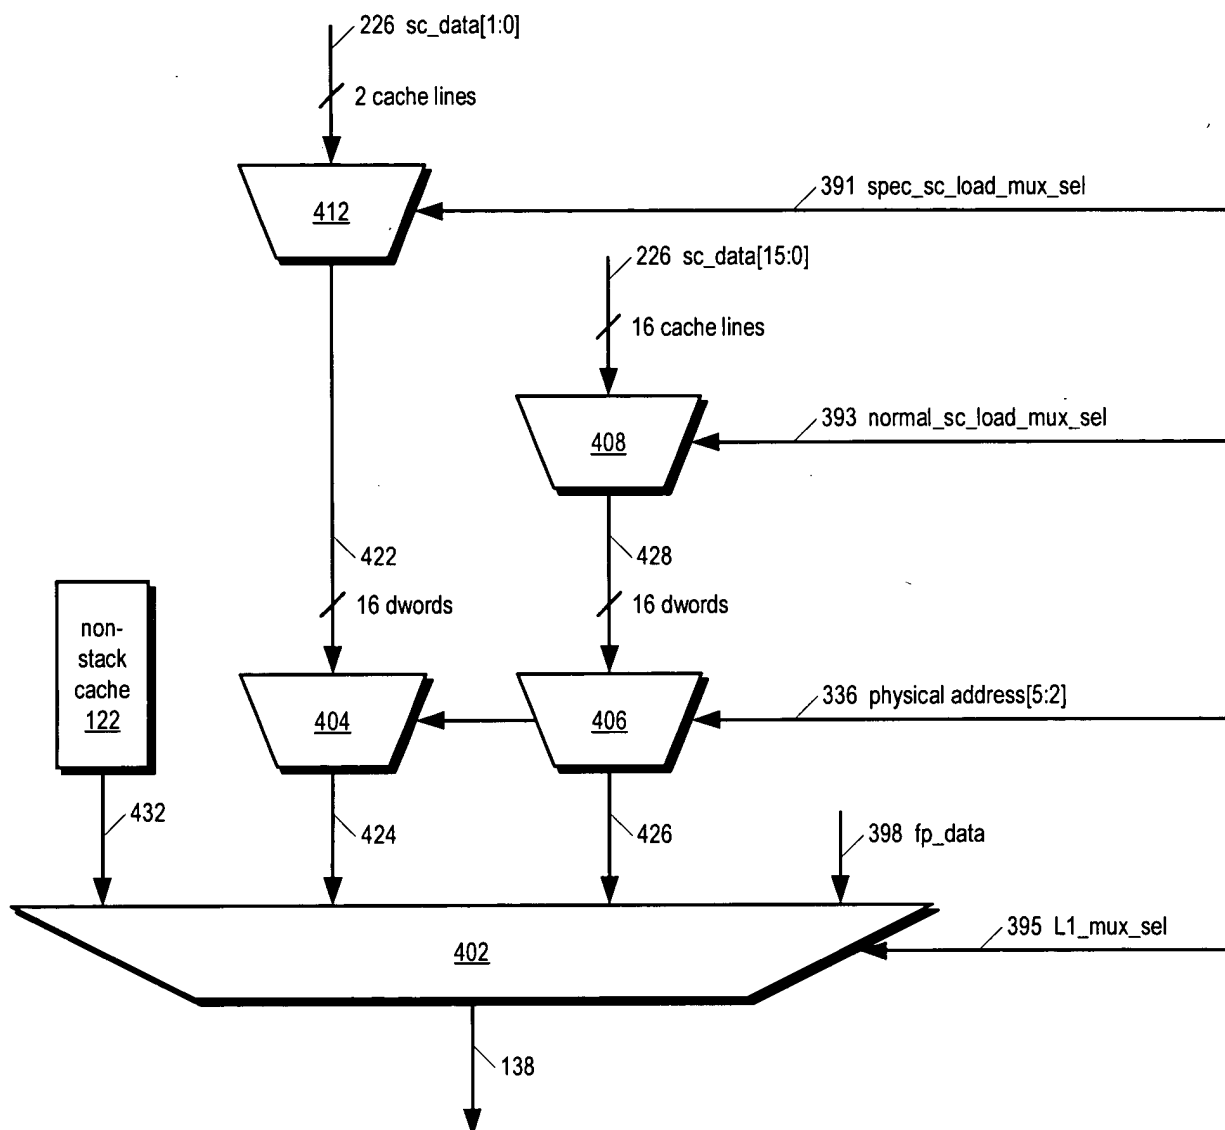 226 sc_data[1:0]
2 cache lines
391 spec_sc_load_mux_sel
412
226 sc_data[15:0]
16 cache lines
393 normal_sc_load_mux_sel
408
422
428
16 dwords
16 dwords
non-
stack
cache
122
336 physical address[5:2]
404
406
432
424
426
398 fp_data
395 L1_mux_sel
402
138